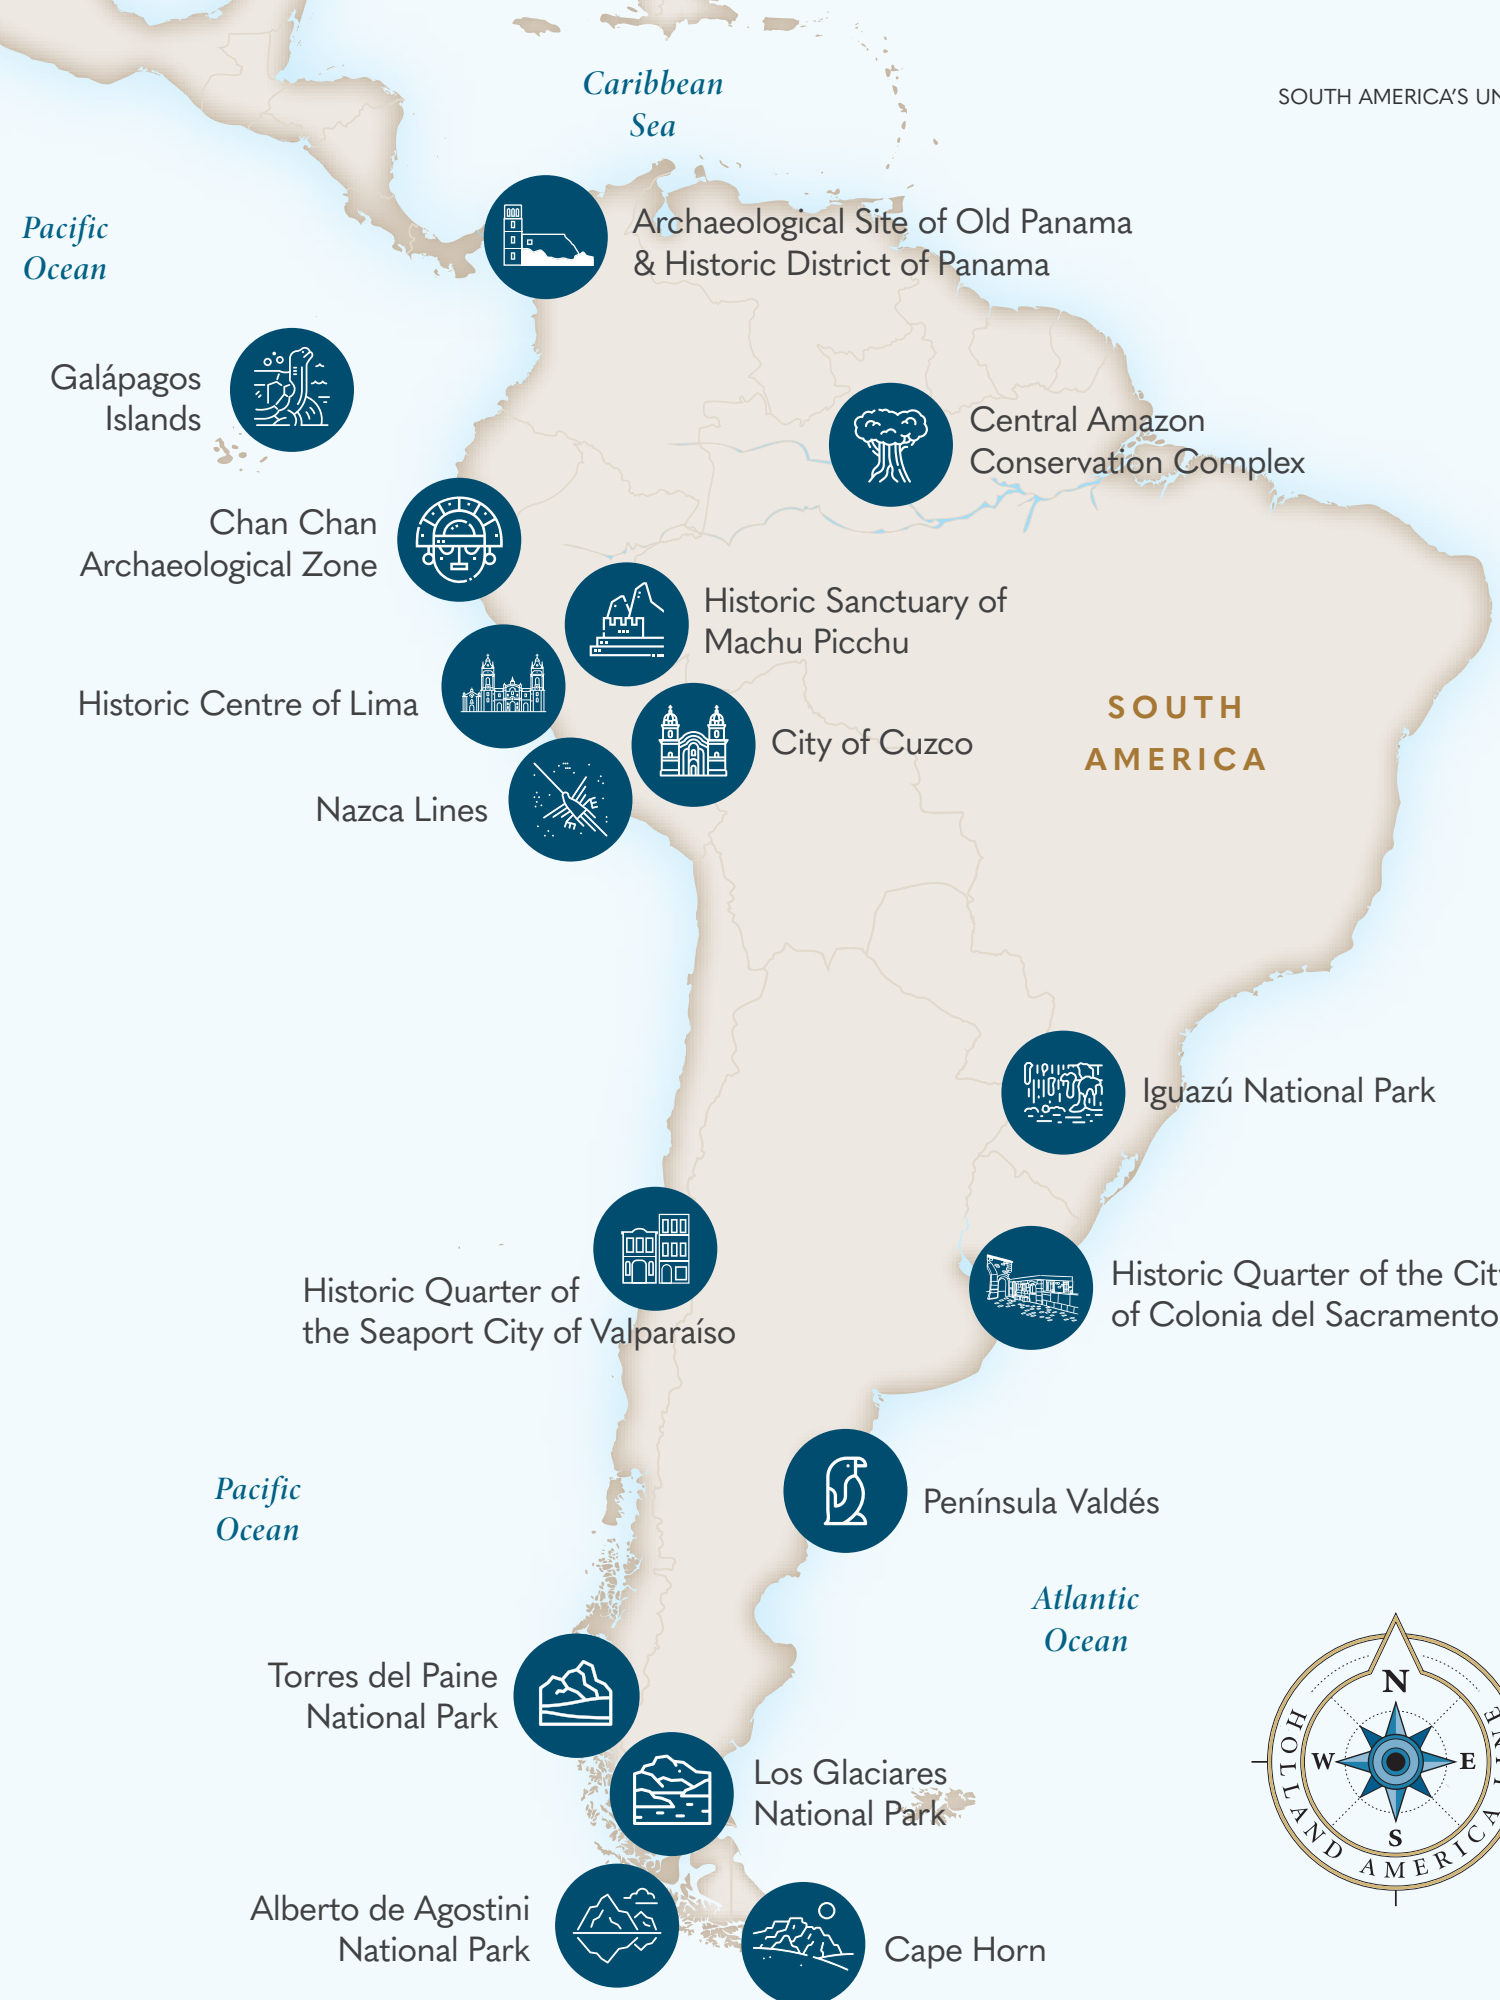 Caribbean
Sea
SOUTH AMERICA'S
Pacific
Ocean
Archaeological Site of Old Panama
& Historic District of Panama
Galápagos
Islands
Central Amazon
Conservation Complex
Chan Chan
Archaeological Zone
Historic Sanctuary of
Machu Picchu
Historic Centre of Lima
SOUTH
AMERICA
City of Cuzco
Nazca Lines
Iguazú National Park
Historic Quarter of
the Seaport City of Valparaíso
Historic Quarter of the
of Colonia del Sacramento
Pacific
Ocean
Península Valdés
Atlantic
Ocean
Torres del Paine
National Park
Los Glaciares
National Park
N
W
E
S
HOLLAND AMERICA
Alberto de Agostini
National Park
Cape Horn